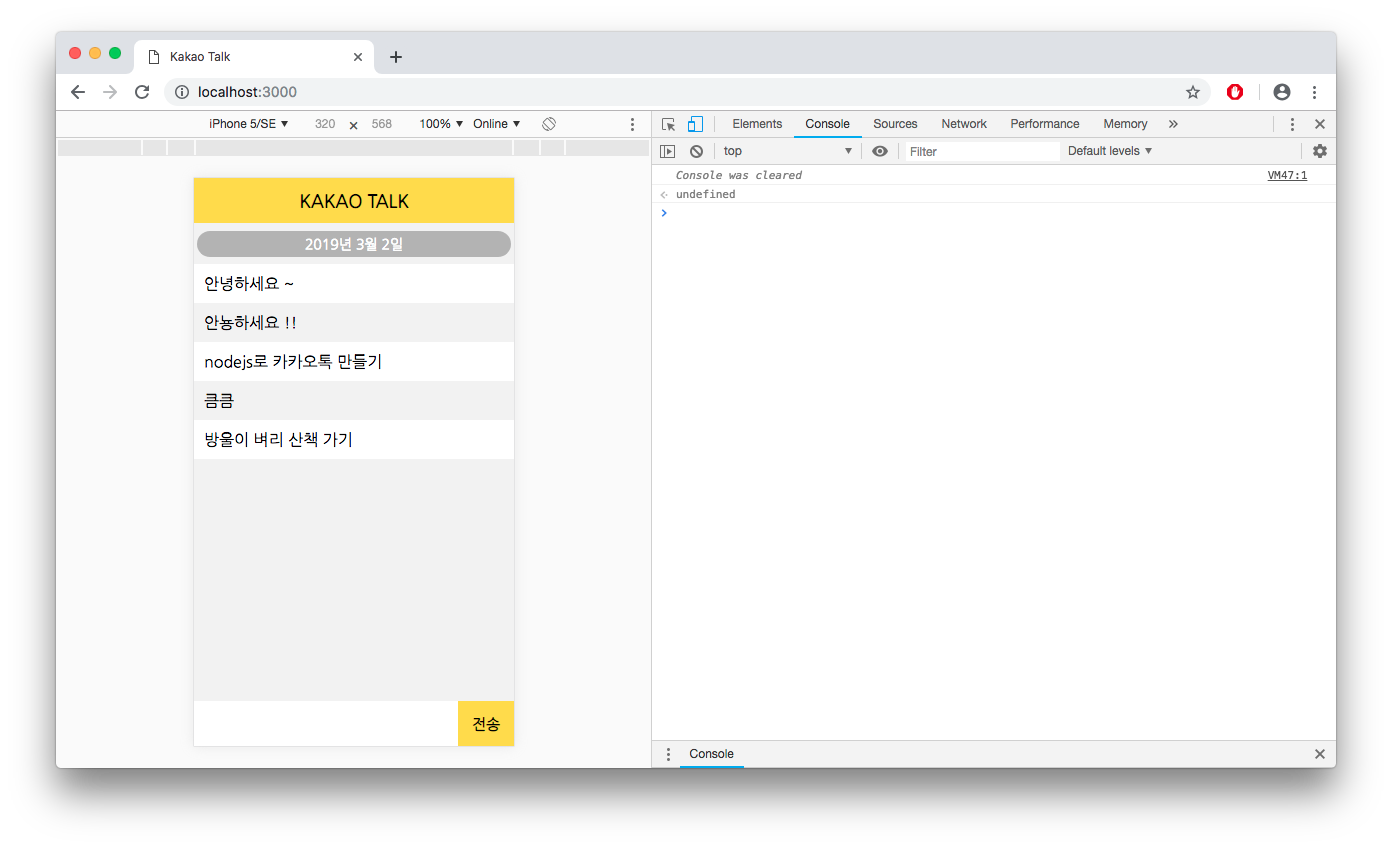 Kakao Talk
localhost:3000
iPhone 5/SE 320 × 568 100% Online
Elements Console Sources Network Performance Memory
top Filter Default levels
Console was cleared VM47:1
undefined
KAKAO TALK
2019년 3월 2일
안녕하세요 ~
안뇽하세요 !!
nodejs로 카카오톡 만들기
큼큼
방울이 벼리 산책 가기
전송
Console